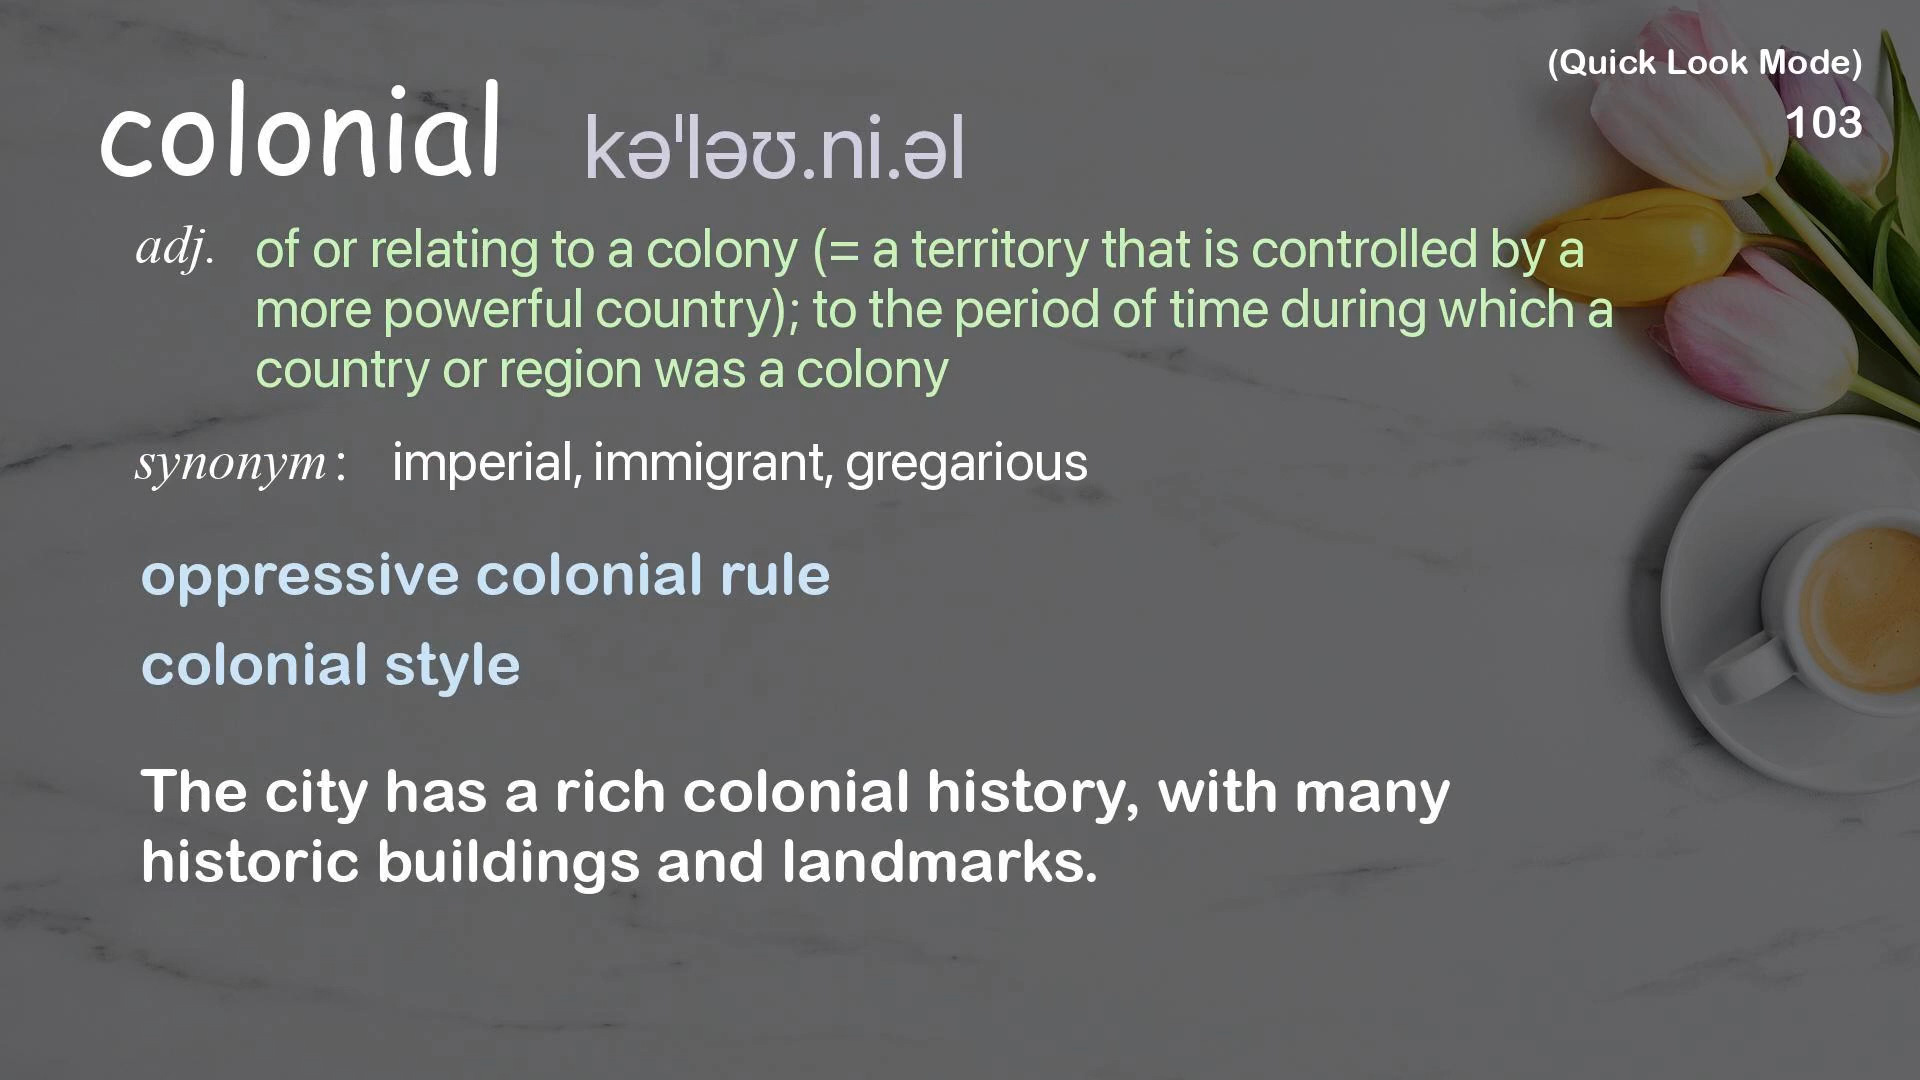 (Quick Look Mode)
103
colonial kəˈləʊ.ni.əl
adj. of or relating to a colony (= a territory that is controlled by a
more powerful country); to the period of time during which a
country or region was a colony
synonym : imperial, immigrant, gregarious
oppressive colonial rule
colonial style
The city has a rich colonial history, with many
historic buildings and landmarks.